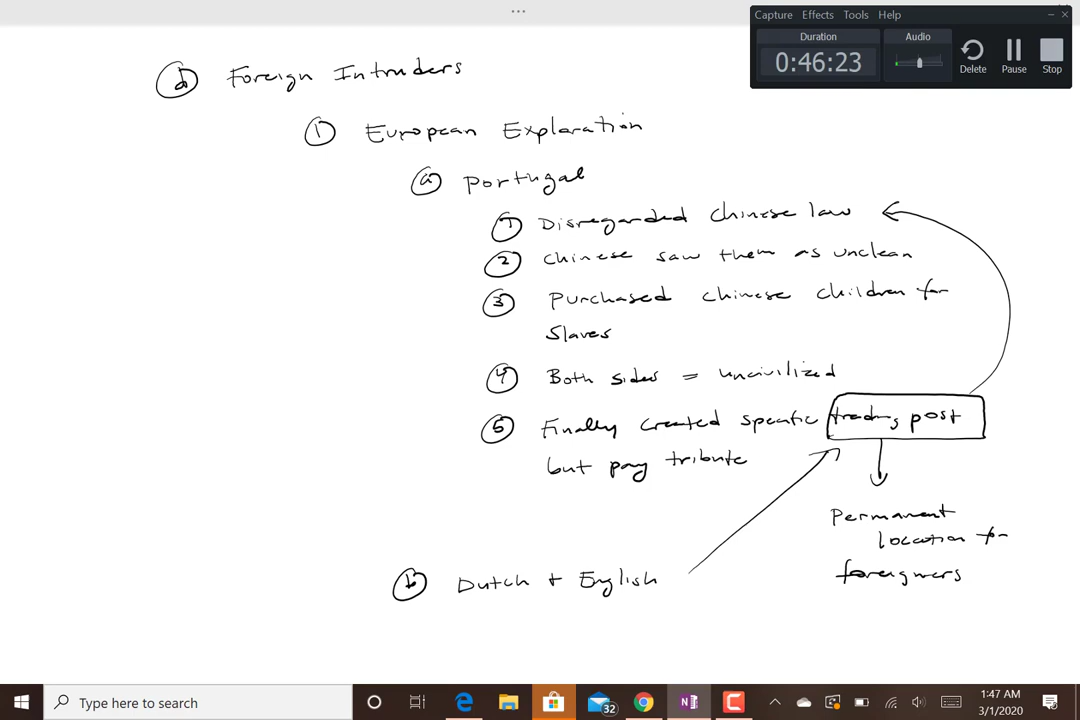 Capture Effects Tools Help
Duration Audio
0:46:23
Delete Pause Stop
Foreign Intruders
① European Exploration
ⓐ Portugal
① Disregarded Chinese law
② Chinese saw them as unclean
③ Purchased Chinese children for
Slaves
④ Both sides = uncivilized
⑤ Finally created specific trading post
but pay tribute
Permanent
location for
foreigners
ⓑ Dutch + English
Type here to search
32
N
1:47 AM
3/1/2020